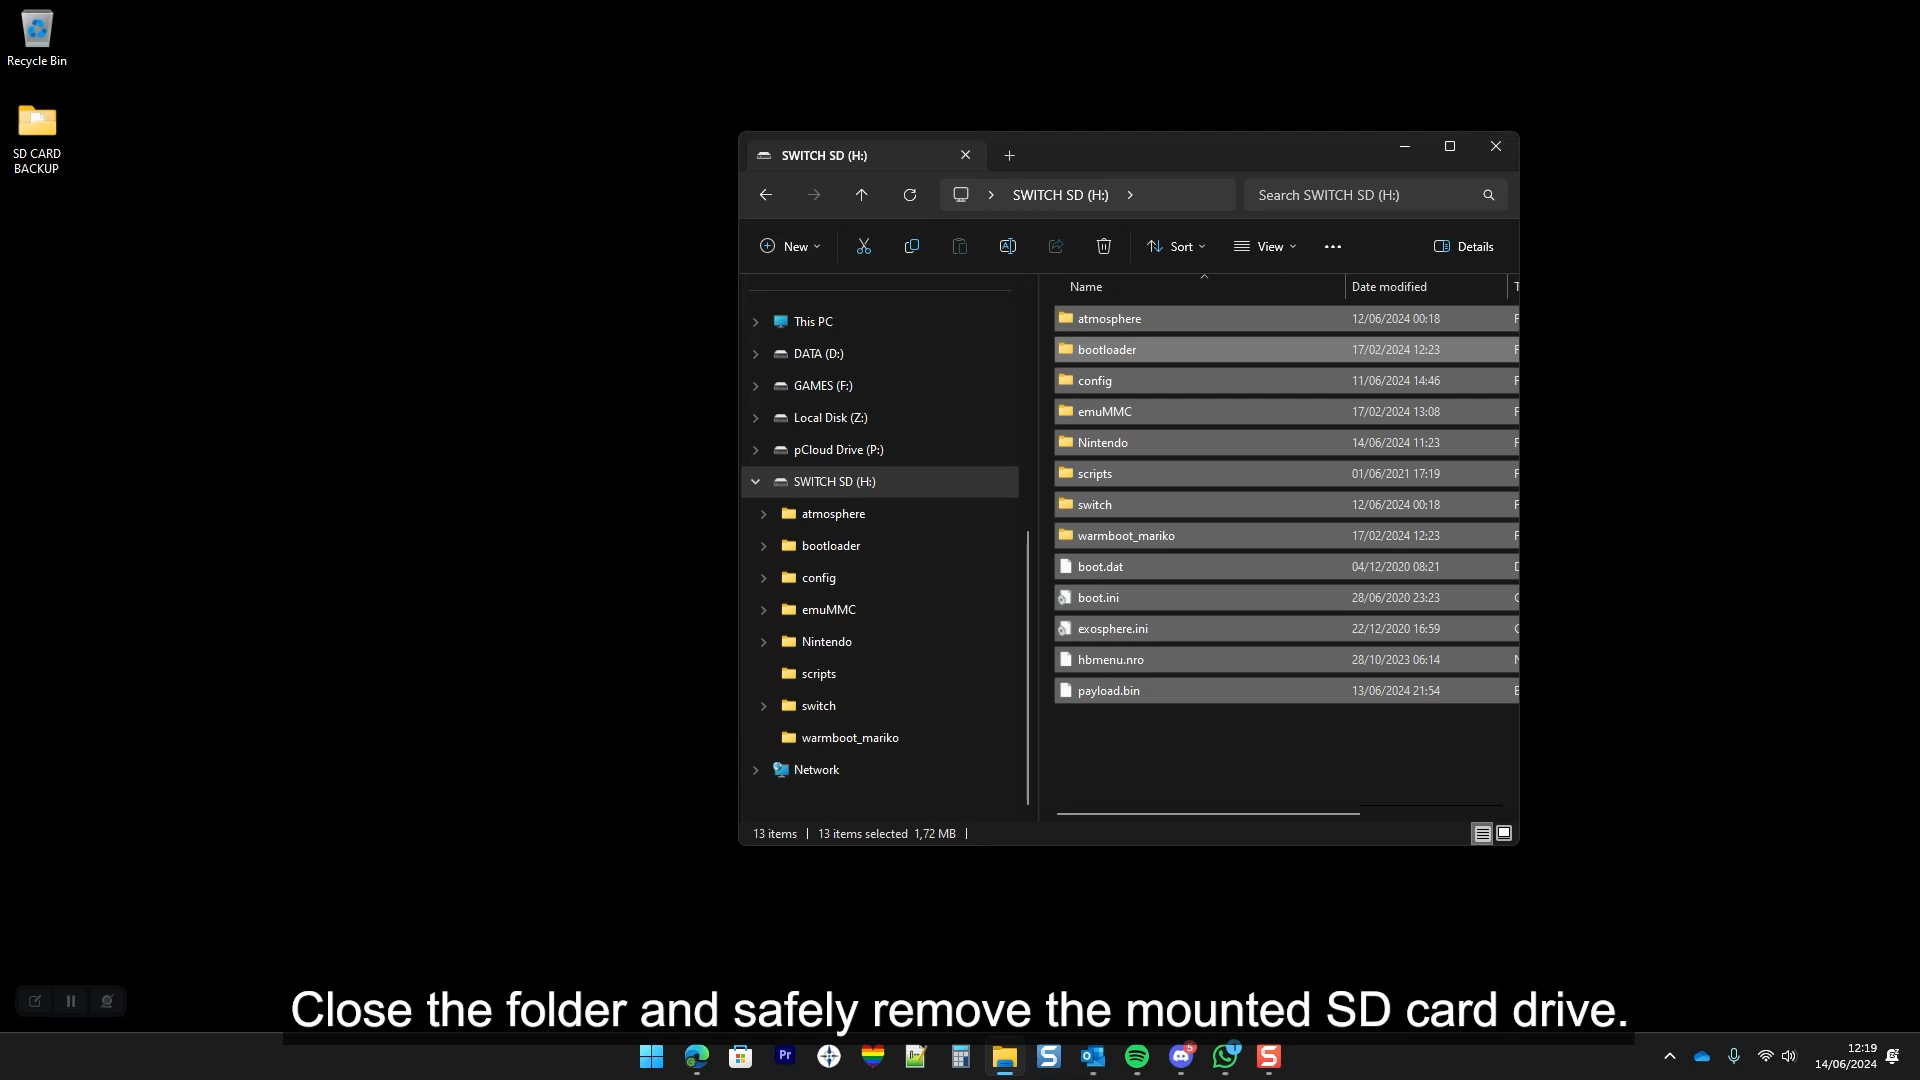 Recycle Bin
SD CARD
BACKUP
SWITCH SD (H:)
SWITCH SD (H:)
Search SWITCH SD (H:)
New
Sort
View
Details
Name
Date modified
T
This PC
DATA (D:)
GAMES (F:)
Local Disk (Z:)
pCloud Drive (P:)
SWITCH SD (H:)
atmosphere
bootloader
config
emuMMC
Nintendo
scripts
switch
warmboot_mariko
Network
atmosphere 12/06/2024 00:18 F
bootloader 17/02/2024 12:23 F
config 11/06/2024 14:46 F
emuMMC 17/02/2024 13:08 F
Nintendo 14/06/2024 11:23 F
scripts 01/06/2021 17:19 F
switch 12/06/2024 00:18 F
warmboot_mariko 17/02/2024 12:23 F
boot.dat 04/12/2020 08:21 D
boot.ini 28/06/2020 23:23 C
exosphere.ini 22/12/2020 16:59 C
hbmenu.nro 28/10/2023 06:14 N
payload.bin 13/06/2024 21:54 B
13 items 13 items selected 1,72 MB
Close the folder and safely remove the mounted SD card drive.
Pr
S
5
1
S
12:19
14/06/2024